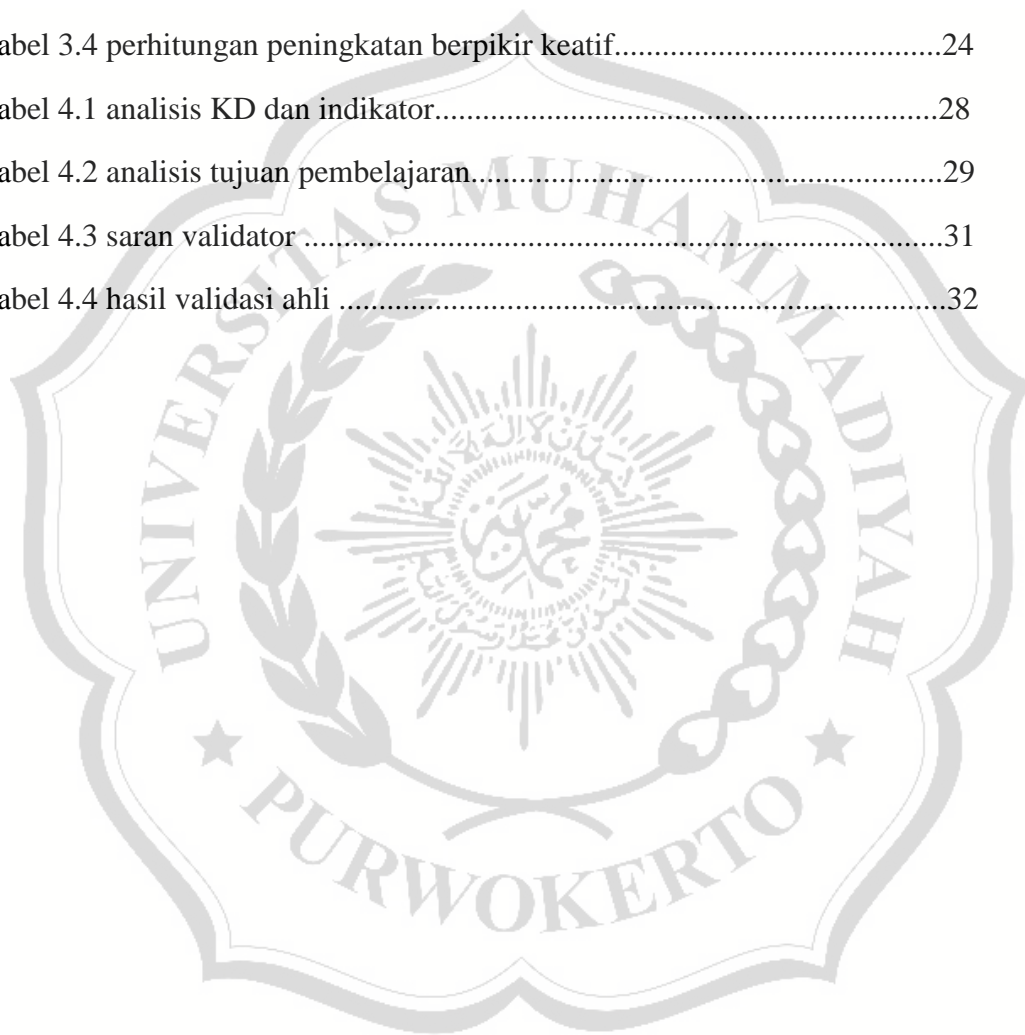 abel 3.4 perhitungan peningkatan berpikir keatif........................................24
abel 4.1 analisis KD dan indikator..............................................................28
abel 4.2 analisis tujuan pembelajaran..........................................................29
abel 4.3 saran validator ...............................................................................31
abel 4.4 hasil validasi ahli ...........................................................................32
UNIVERSITAS MUHAMMADIYAH
PURWOKERTO